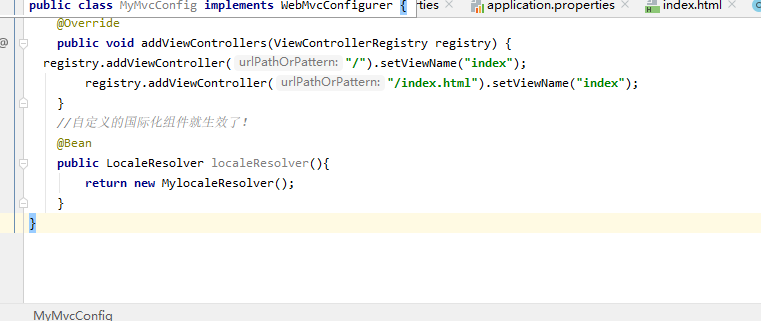 public class MyMvcConfig implements WebMvcConfigurer { rties × application.properties × index.html ×
@Override
@ public void addViewControllers(ViewControllerRegistry registry) {
registry.addViewController( urlPathOrPattern: "/").setViewName("index");
registry.addViewController( urlPathOrPattern: "/index.html").setViewName("index");
}
//自定义的国际化组件就生效了!
@Bean
public LocaleResolver localeResolver(){
return new MylocaleResolver();
}
}
MyMvcConfig